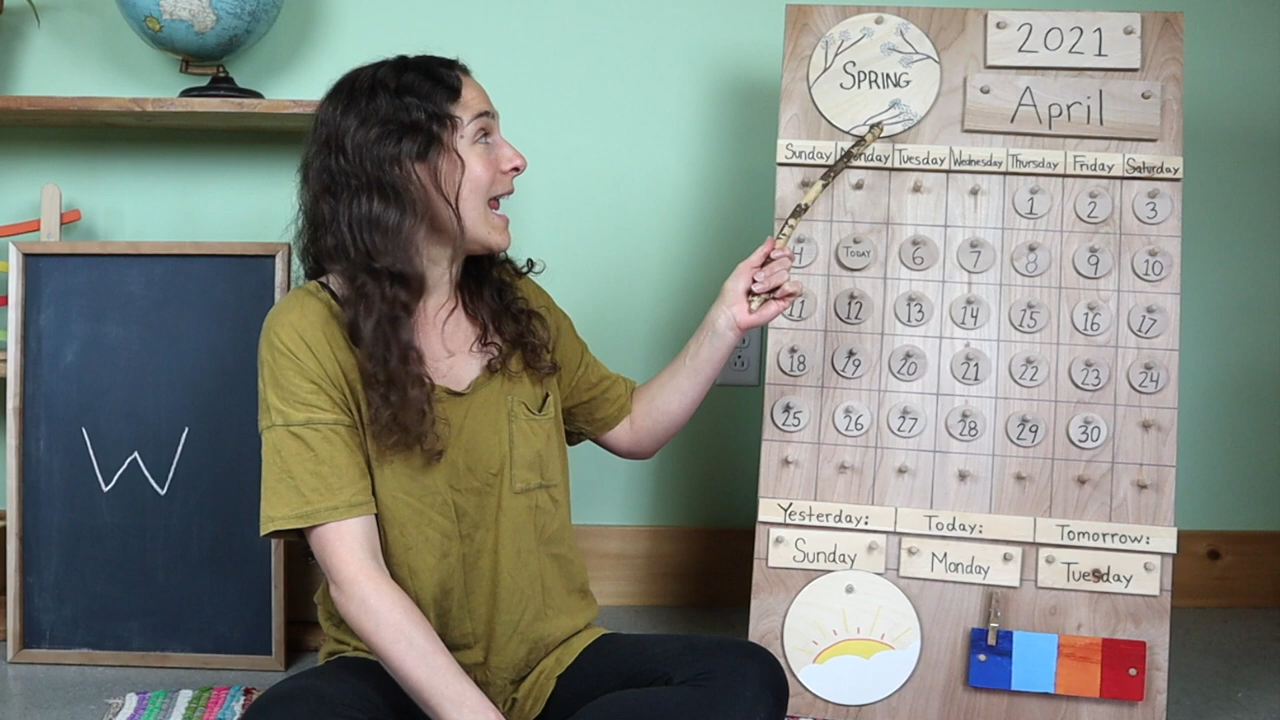 SPRING
2021
April
Sunday Monday Tuesday Wednesday Thursday Friday Saturday
1 2 3
4 TODAY 6 7 8 9 10
11 12 13 14 15 16 17
18 19 20 21 22 23 24
25 26 27 28 29 30
Yesterday: Today: Tomorrow:
Sunday Monday Tuesday
W